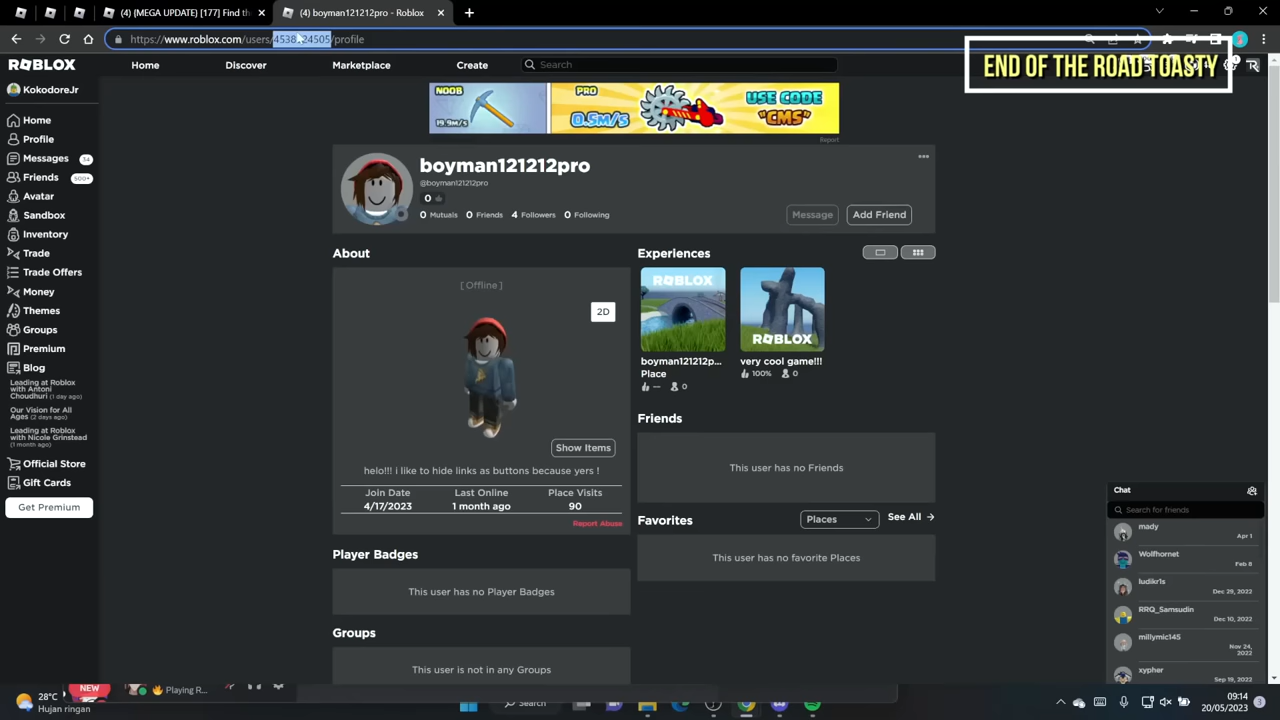 (4) (MEGA UPDATE) [177] Find th
(4) boyman121212pro - Roblox
https://www.roblox.com/users/4538124505/profile
END OF THE ROAD TOASTY
ROBLOX
Home
Discover
Marketplace
Create
Search
KokodoreJr
Home
Profile
Messages 14
Friends 500+
Avatar
Sandbox
Inventory
Trade
Trade Offers
Money
Themes
Groups
Premium
Blog
Leading at Roblox
with Antoni
Choudhuri (1 day ago)
Our Vision for All
Ages (2 days ago)
Leading at Roblox
with Nicole Grinstead
(1 month ago)
Official Store
Gift Cards
Get Premium
NOOB
19.9M/S
PRO
0.5M/S
USE CODE
"CMS"
Report
boyman121212pro
@boyman121212pro
0
0 Mutuals 0 Friends 4 Followers 0 Following
Message
Add Friend
About
[ Offline ]
2D
Show Items
helo!!! i like to hide links as buttons because yers !
Join Date Last Online Place Visits
4/17/2023 1 month ago 90
Report Abuse
Player Badges
This user has no Player Badges
Groups
This user is not in any Groups
Experiences
ROBLOX
boyman121212p...
Place
-- 0
ROBLOX
very cool game!!!
100% 0
Friends
This user has no Friends
Favorites
Places
See All
This user has no favorite Places
Chat
Search for friends
mady
Apr 1
Wolfhornet
Feb 8
ludikr1s
Dec 29, 2022
RRQ_Samsudin
Dec 10, 2022
millymic145
Nov 24,
2022
xypher
Sep 19, 2022
28°C
Hujan ringan
NEW
Playing R...
Search
09:14
20/05/2023
3